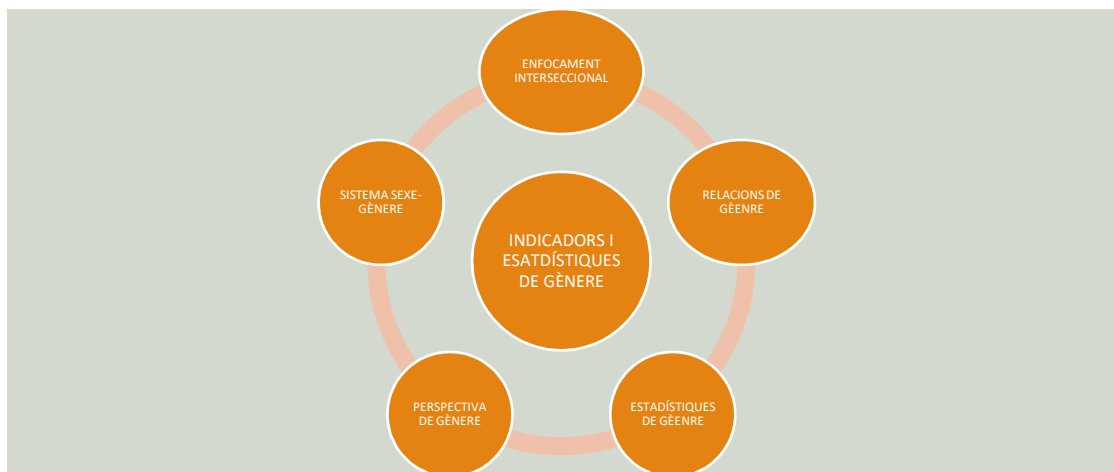 ENFOCAMENT
INTERSECCIONAL
SISTEMA SEXE-
GÈNERE
RELACIONS DE
GÈENRE
INDICADORS I
ESATDÍSTIQUES
DE GÈNERE
PERSPECTIVA
DE GÈNERE
ESTADÍSTIQUES
DE GÈENRE